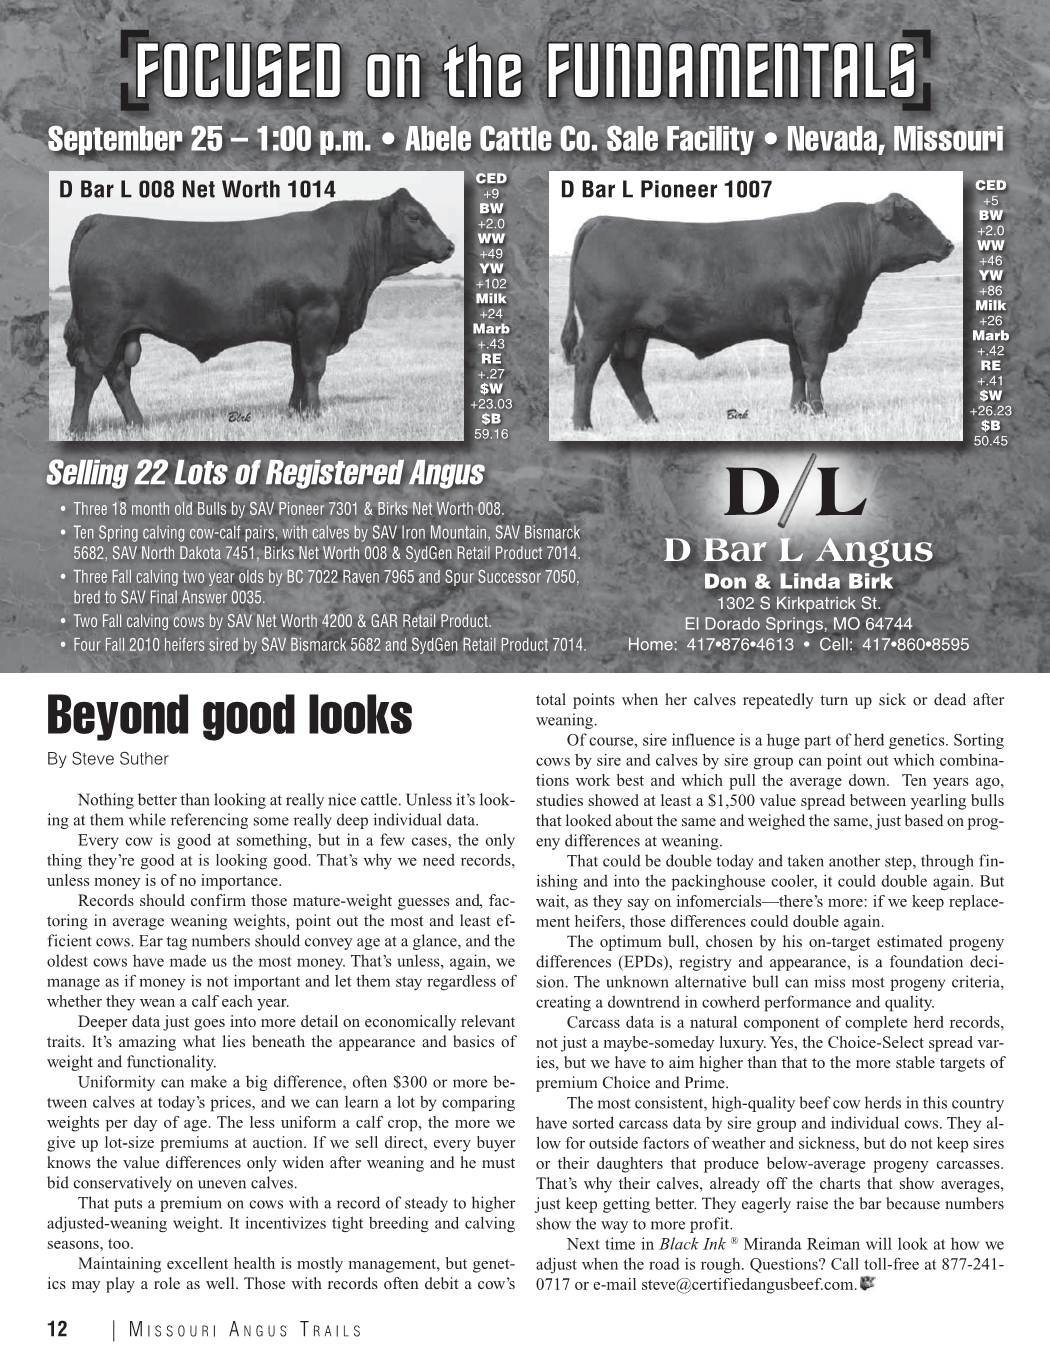 [FOCUSED on the FUNDAMENTALS]
September 25 – 1:00 p.m. • Abele Cattle Co. Sale Facility • Nevada, Missouri
D Bar L 008 Net Worth 1014
CED
+9
BW
+2.0
WW
+49
YW
+102
Milk
+24
Marb
+.43
RE
+.27
$W
+23.03
$B
59.16
Birk
D Bar L Pioneer 1007
CED
+5
BW
+2.0
WW
+46
YW
+86
Milk
+26
Marb
+.42
RE
+.41
$W
+26.23
$B
50.45
Birk
Selling 22 Lots of Registered Angus
• Three 18 month old Bulls by SAV Pioneer 7301 & Birks Net Worth 008.
• Ten Spring calving cow-calf pairs, with calves by SAV Iron Mountain, SAV Bismarck
5682, SAV North Dakota 7451, Birks Net Worth 008 & SydGen Retail Product 7014.
• Three Fall calving two year olds by BC 7022 Raven 7965 and Spur Successor 7050,
bred to SAV Final Answer 0035.
• Two Fall calving cows by SAV Net Worth 4200 & GAR Retail Product.
• Four Fall 2010 heifers sired by SAV Bismarck 5682 and SydGen Retail Product 7014.
D/L
D Bar L Angus
Don & Linda Birk
1302 S Kirkpatrick St.
El Dorado Springs, MO 64744
Home: 417•876•4613 • Cell: 417•860•8595
Beyond good looks
By Steve Suther
Nothing better than looking at really nice cattle. Unless it's look-
ing at them while referencing some really deep individual data.
Every cow is good at something, but in a few cases, the only
thing they're good at is looking good. That's why we need records,
unless money is of no importance.
Records should confirm those mature-weight guesses and, fac-
toring in average weaning weights, point out the most and least ef-
ficient cows. Ear tag numbers should convey age at a glance, and the
oldest cows have made us the most money. That's unless, again, we
manage as if money is not important and let them stay regardless of
whether they wean a calf each year.
Deeper data just goes into more detail on economically relevant
traits. It's amazing what lies beneath the appearance and basics of
weight and functionality.
Uniformity can make a big difference, often $300 or more be-
tween calves at today's prices, and we can learn a lot by comparing
weights per day of age. The less uniform a calf crop, the more we
give up lot-size premiums at auction. If we sell direct, every buyer
knows the value differences only widen after weaning and he must
bid conservatively on uneven calves.
That puts a premium on cows with a record of steady to higher
adjusted-weaning weight. It incentivizes tight breeding and calving
seasons, too.
Maintaining excellent health is mostly management, but genet-
ics may play a role as well. Those with records often debit a cow's
total points when her calves repeatedly turn up sick or dead after
weaning.
Of course, sire influence is a huge part of herd genetics. Sorting
cows by sire and calves by sire group can point out which combina-
tions work best and which pull the average down. Ten years ago,
studies showed at least a $1,500 value spread between yearling bulls
that looked about the same and weighed the same, just based on prog-
eny differences at weaning.
That could be double today and taken another step, through fin-
ishing and into the packinghouse cooler, it could double again. But
wait, as they say on infomercials—there's more: if we keep replace-
ment heifers, those differences could double again.
The optimum bull, chosen by his on-target estimated progeny
differences (EPDs), registry and appearance, is a foundation deci-
sion. The unknown alternative bull can miss most progeny criteria,
creating a downtrend in cowherd performance and quality.
Carcass data is a natural component of complete herd records,
not just a maybe-someday luxury. Yes, the Choice-Select spread var-
ies, but we have to aim higher than that to the more stable targets of
premium Choice and Prime.
The most consistent, high-quality beef cow herds in this country
have sorted carcass data by sire group and individual cows. They al-
low for outside factors of weather and sickness, but do not keep sires
or their daughters that produce below-average progeny carcasses.
That's why their calves, already off the charts that show averages,
just keep getting better. They eagerly raise the bar because numbers
show the way to more profit.
Next time in Black Ink ® Miranda Reiman will look at how we
adjust when the road is rough. Questions? Call toll-free at 877-241-
0717 or e-mail steve@certifiedangusbeef.com.
12 | MISSOURI ANGUS TRAILS